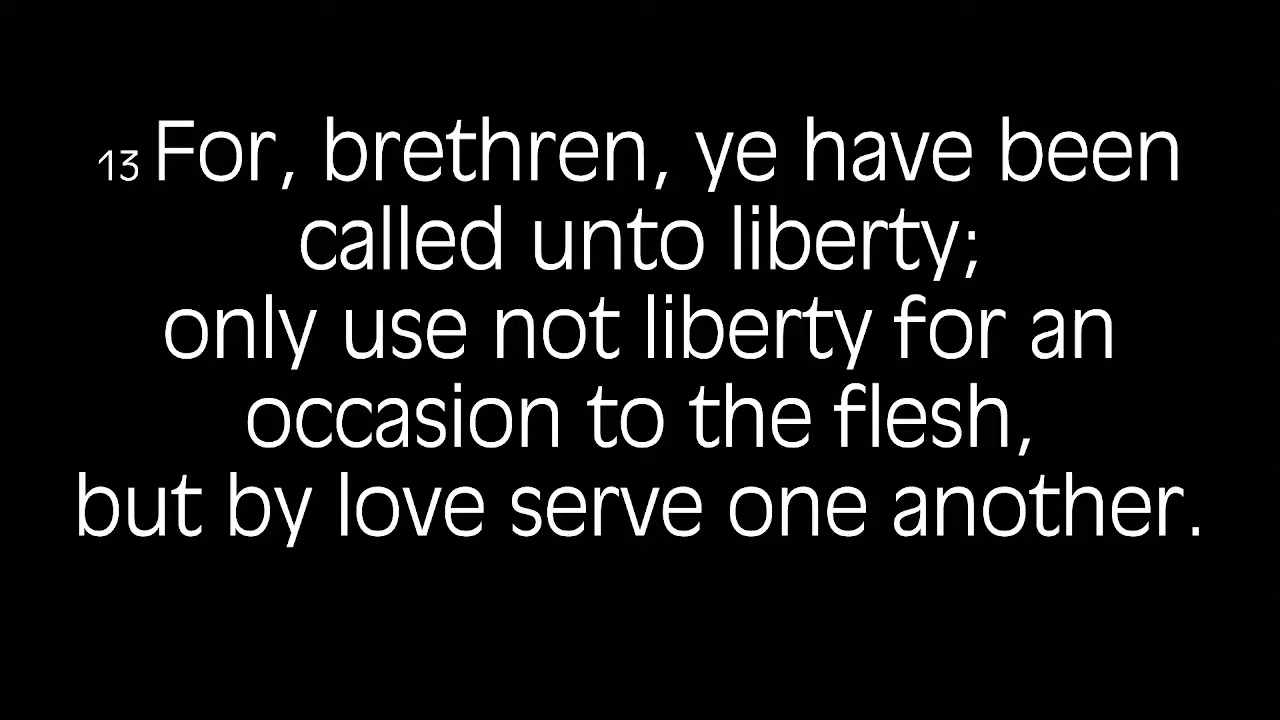 13 For, brethren, ye have been
called unto liberty;
only use not liberty for an
occasion to the flesh,
but by love serve one another.